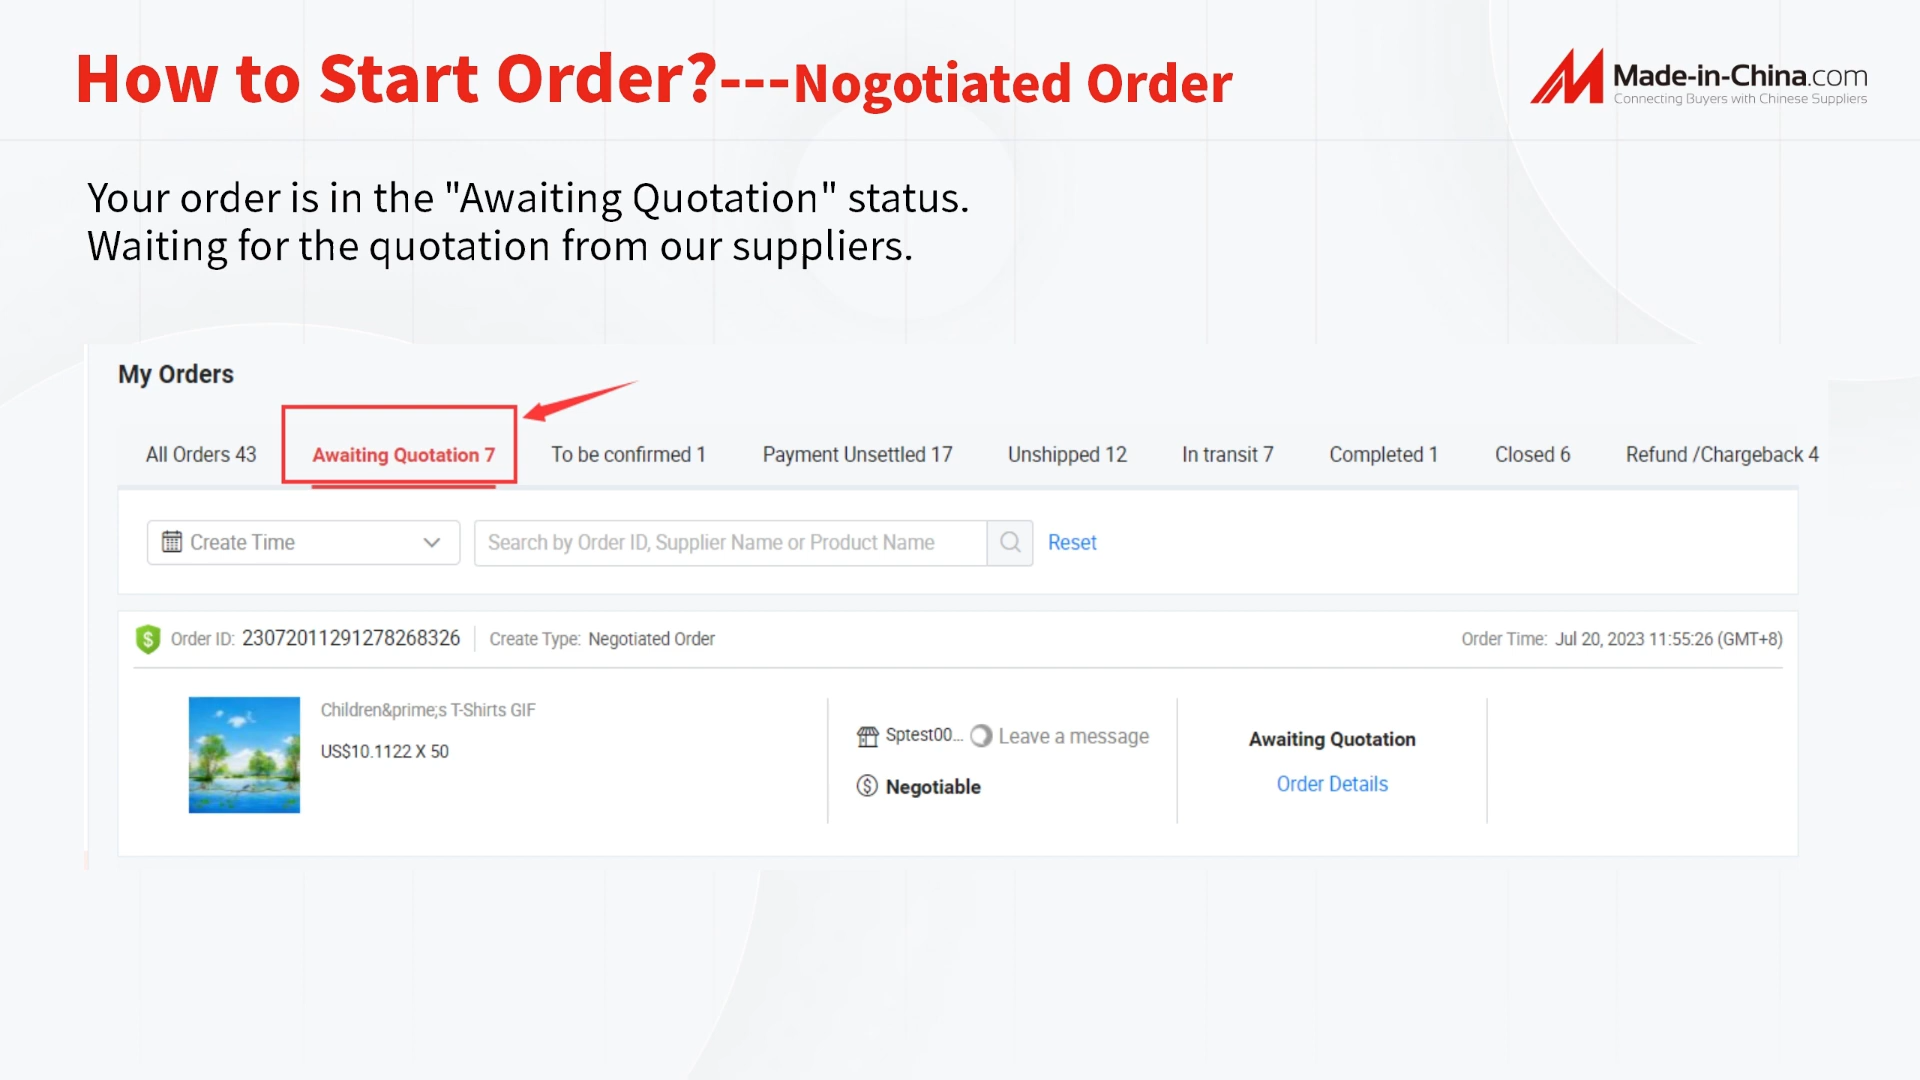 How to Start Order?---Nogotiated Order
Made-in-China.com
Connecting Buyers with Chinese Suppliers
Your order is in the "Awaiting Quotation" status.
Waiting for the quotation from our suppliers.
My Orders
All Orders 43 Awaiting Quotation 7 To be confirmed 1 Payment Unsettled 17 Unshipped 12 In transit 7 Completed 1 Closed 6 Refund /Chargeback 4
Create Time Search by Order ID, Supplier Name or Product Name Reset
Order ID: 23072011291278268326 Create Type: Negotiated Order Order Time: Jul 20, 2023 11:55:26 (GMT+8)
Children&prime;s T-Shirts GIF
US$10.1122 X 50
Sptest00... Leave a message
Negotiable
Awaiting Quotation
Order Details